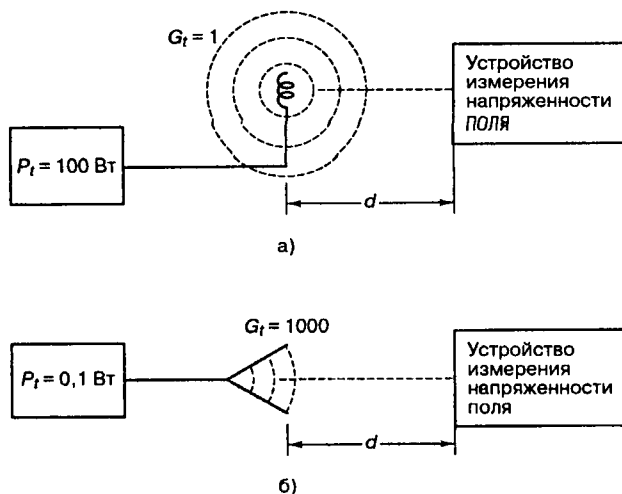 G_t = 1
Устройство
измерения
напряженности
ПОЛЯ
P_t = 100 Вт
d
а)
G_t = 1000
P_t = 0,1 Вт
Устройство
измерения
напряженности
поля
d
б)